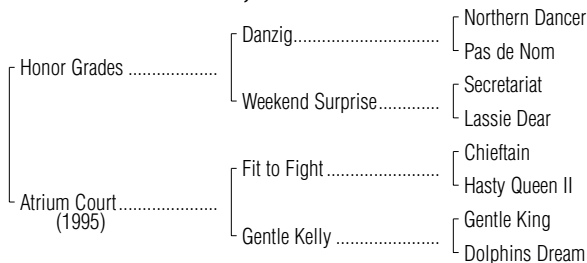 Northern Dancer
Danzig..................................
Pas de Nom
Honor Grades ....................
Secretariat
Weekend Surprise..............
Lassie Dear
Chieftain
Fit to Fight ..........................
Hasty Queen II
Atrium Court......................
(1995)
Gentle King
Gentle Kelly ........................
Dolphins Dream